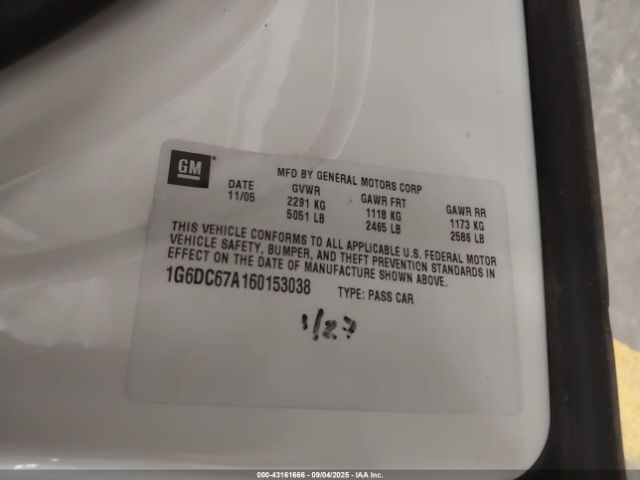 GM
MFD BY GENERAL MOTORS CORP
DATE GVWR GAWR FRT GAWR RR
11/05 2291 KG 1118 KG 1173 KG
5051 LB 2465 LB 2586 LB
THIS VEHICLE CONFORMS TO ALL APPLICABLE U.S. FEDERAL MOTOR
VEHICLE SAFETY, BUMPER, AND THEFT PREVENTION STANDARDS IN
EFFECT ON THE DATE OF MANUFACTURE SHOWN ABOVE.
1G6DC67A160153038 TYPE: PASS CAR
1/27
000-43161666 - 09/04/2025 - IAA Inc.